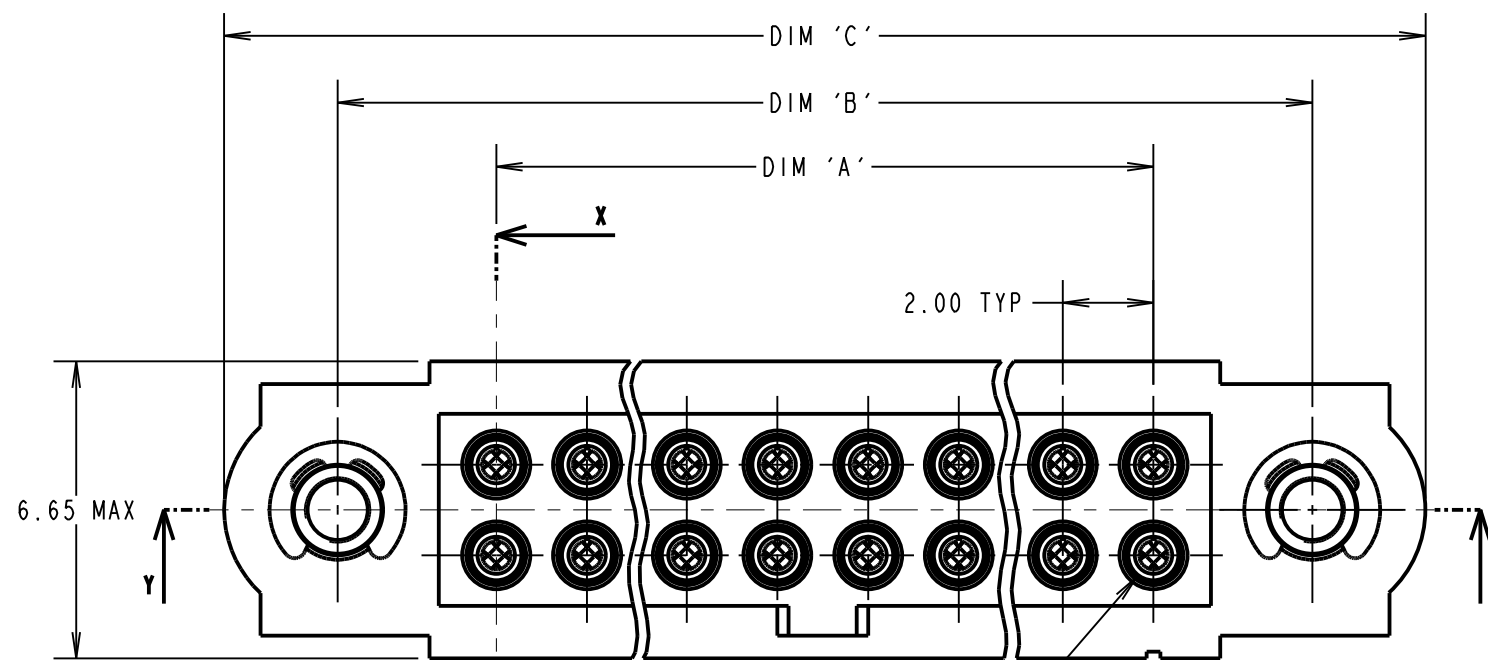 DIM 'C'
DIM 'B'
DIM 'A'
X
2.00 TYP
6.65 MAX
Y